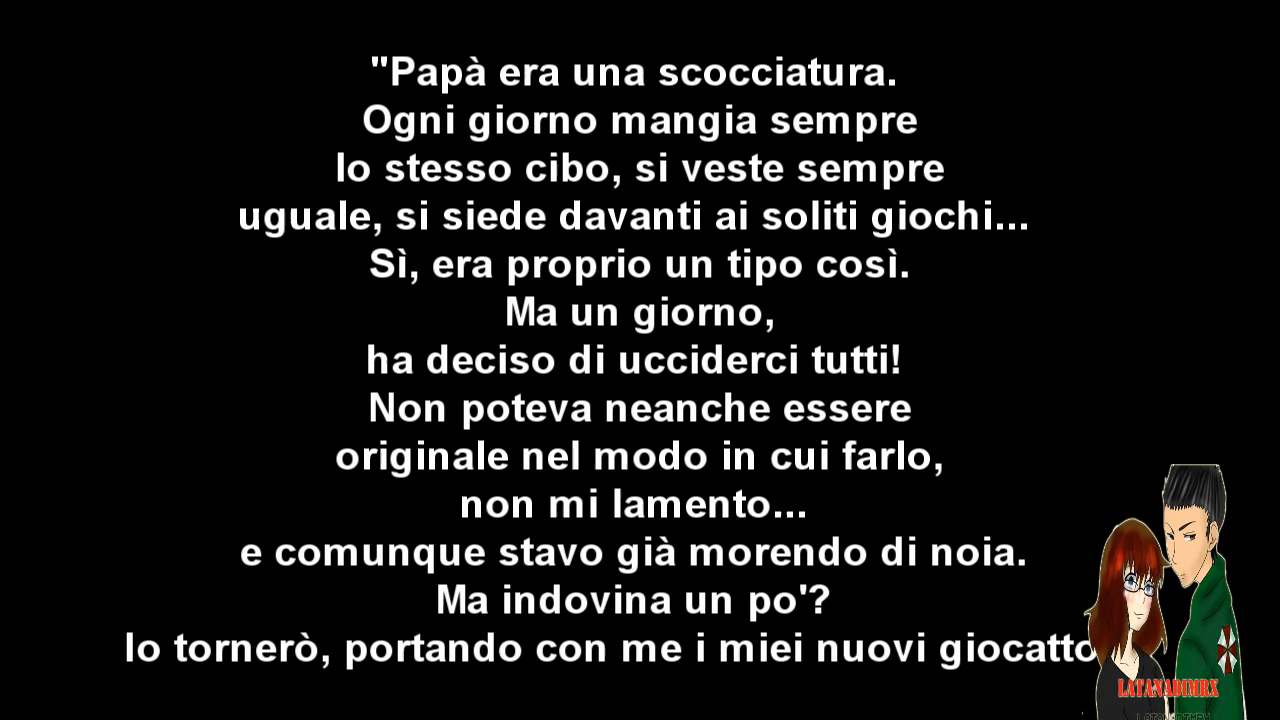 "Papà era una scocciatura.
Ogni giorno mangia sempre
lo stesso cibo, si veste sempre
uguale, si siede davanti ai soliti giochi...
Sì, era proprio un tipo così.
Ma un giorno,
ha deciso di ucciderci tutti!
Non poteva neanche essere
originale nel modo in cui farlo,
non mi lamento...
e comunque stavo già morendo di noia.
Ma indovina un po'?
Io tornerò, portando con me i miei nuovi giocatto
LATANADIMRX